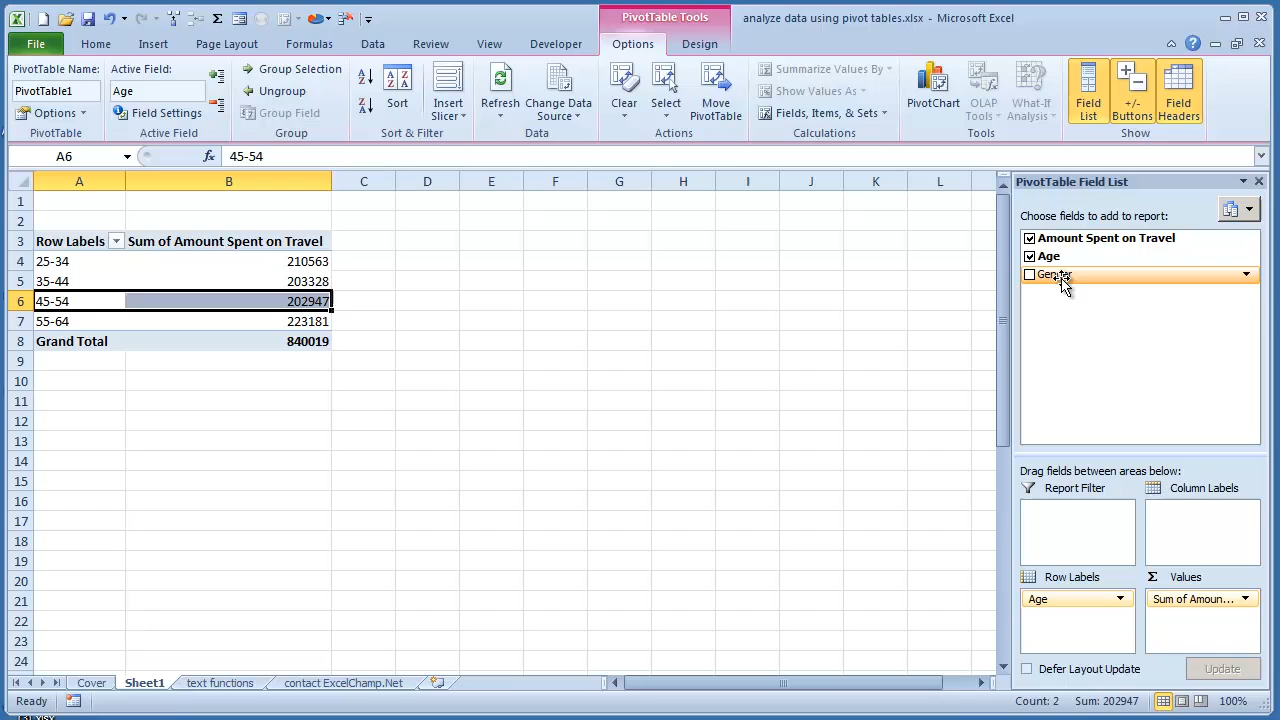 PivotTable Tools
analyze data using pivot tables.xlsx - Microsoft Excel
File Home Insert Page Layout Formulas Data Review View Developer Options Design
PivotTable Name:
PivotTable1
Options
PivotTable
Active Field:
Age
Field Settings
Active Field
Group Selection
Ungroup
Group Field
Group
Sort
Insert
Slicer
Sort & Filter
Refresh
Change Data
Source
Data
Clear
Select
Move
PivotTable
Actions
Summarize Values By
Show Values As
Fields, Items, & Sets
Calculations
PivotChart
OLAP
Tools
What-If
Analysis
Tools
Field
List
+/-
Buttons
Field
Headers
Show
A6 fx 45-54
A B C D E F G H I J K L
1
2
3 Row Labels Sum of Amount Spent on Travel
4 25-34 210563
5 35-44 203328
6 45-54 202947
7 55-64 223181
8 Grand Total 840019
9
10
11
12
13
14
15
16
17
18
19
20
21
22
23
24
PivotTable Field List
Choose fields to add to report:
Amount Spent on Travel
Age
Gender
Drag fields between areas below:
Report Filter
Column Labels
Row Labels
Σ Values
Age
Sum of Amoun...
Defer Layout Update
Update
Cover Sheet1 text functions contact ExcelChamp.Net
Ready
Count: 2 Sum: 202947
100%